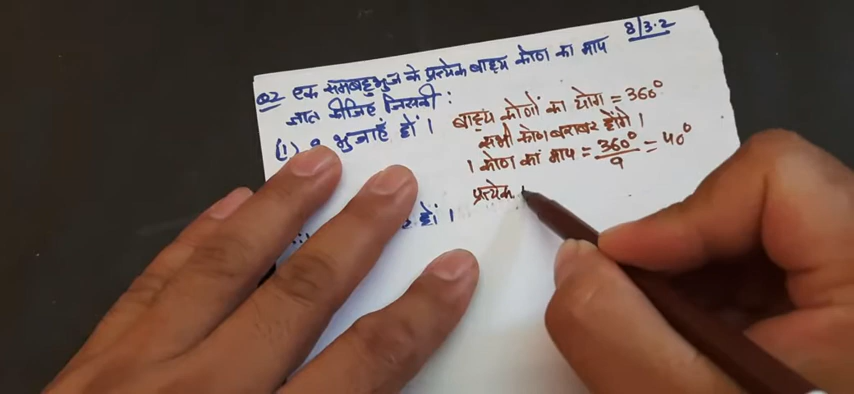 8/3.2
Q2 एक समबहुभुज के प्रत्येक बाह्य कोण का माप
ज्ञात कीजिए जिसकी :
(i) 9 भुजाएँ हों ।
बाह्य कोणों का योग = 360°
सभी कोण बराबर होंगे ।
1 कोण का माप = 360°/9 = 40°
प्रत्येक
हों ।